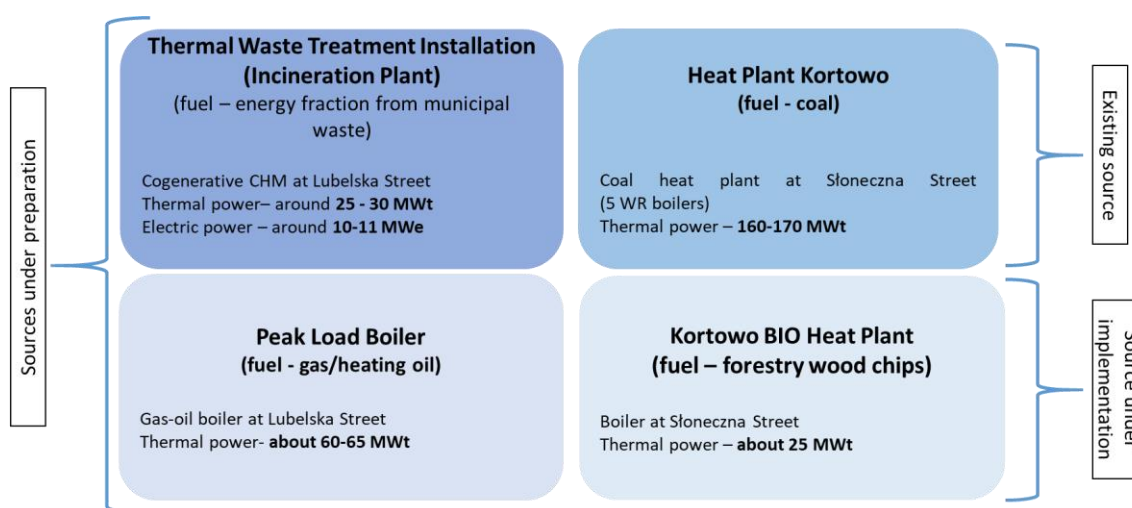 Sources under preparation
Thermal Waste Treatment Installation
(Incineration Plant)
(fuel – energy fraction from municipal
waste)
Cogenerative CHM at Lubelska Street
Thermal power– around 25 - 30 MWt
Electric power – around 10-11 MWe
Heat Plant Kortowo
(fuel - coal)
Coal heat plant at Słoneczna Street
(5 WR boilers)
Thermal power – 160-170 MWt
Existing source
Peak Load Boiler
(fuel - gas/heating oil)
Gas-oil boiler at Lubelska Street
Thermal power- about 60-65 MWt
Kortowo BIO Heat Plant
(fuel – forestry wood chips)
Boiler at Słoneczna Street
Thermal power – about 25 MWt
Source under
implementation